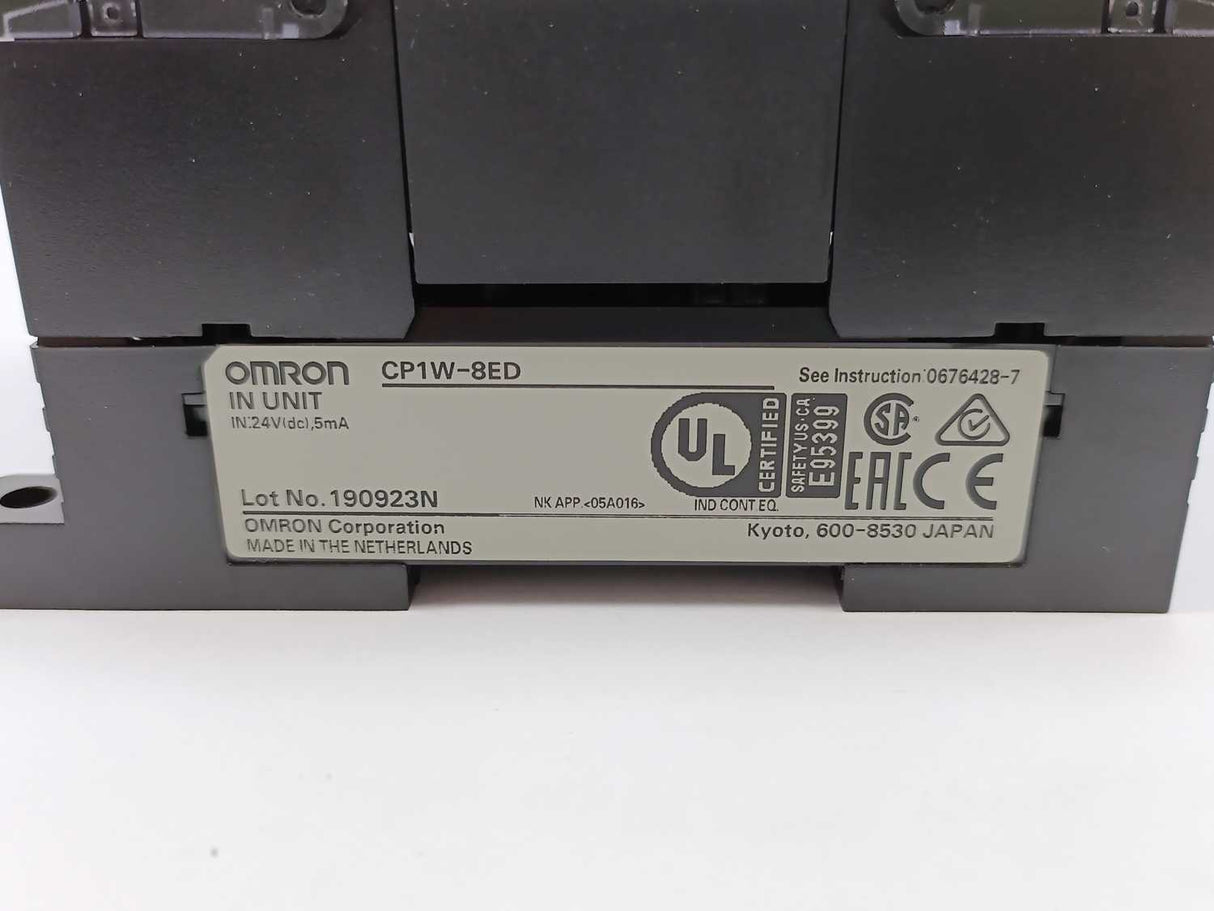 OMRON CP1W-8ED See Instruction 0676428-7
IN UNIT
IN:24V(dc),5mA
UL CERTIFIED
SAFETY US·CA
E95399
SA
EAC CE
Lot No. 190923N NK APP.<05A016> IND CONT EQ.
OMRON Corporation Kyoto, 600-8530 JAPAN
MADE IN THE NETHERLANDS